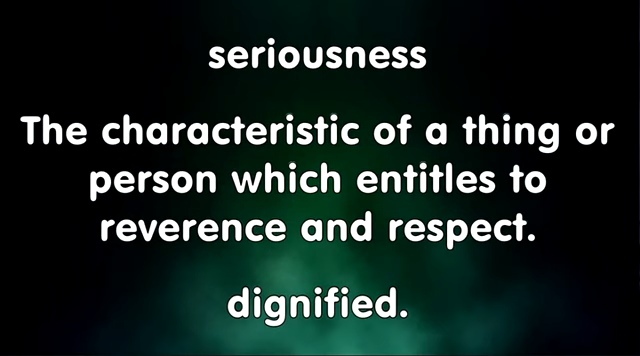 seriousness
The characteristic of a thing or
person which entitles to
reverence and respect.
dignified.